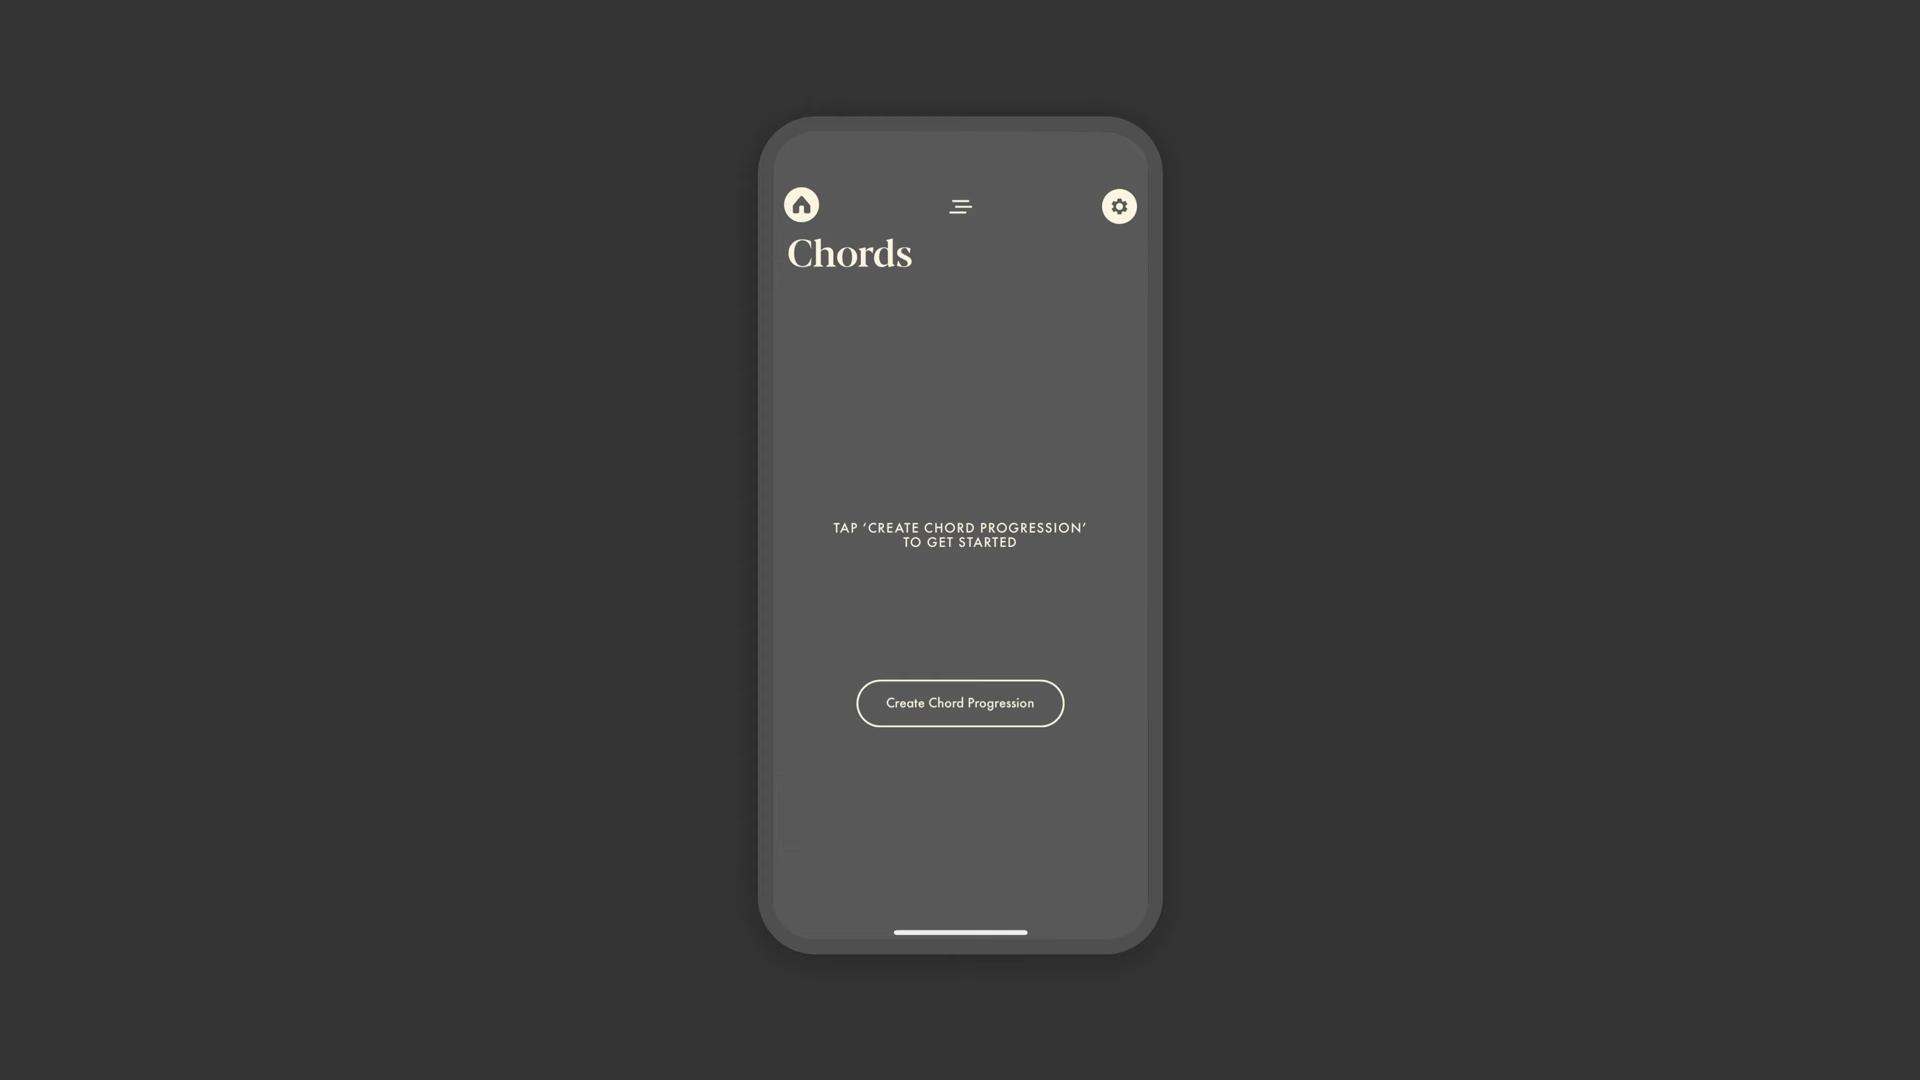 Chords
TAP ‘CREATE CHORD PROGRESSION’
TO GET STARTED
Create Chord Progression